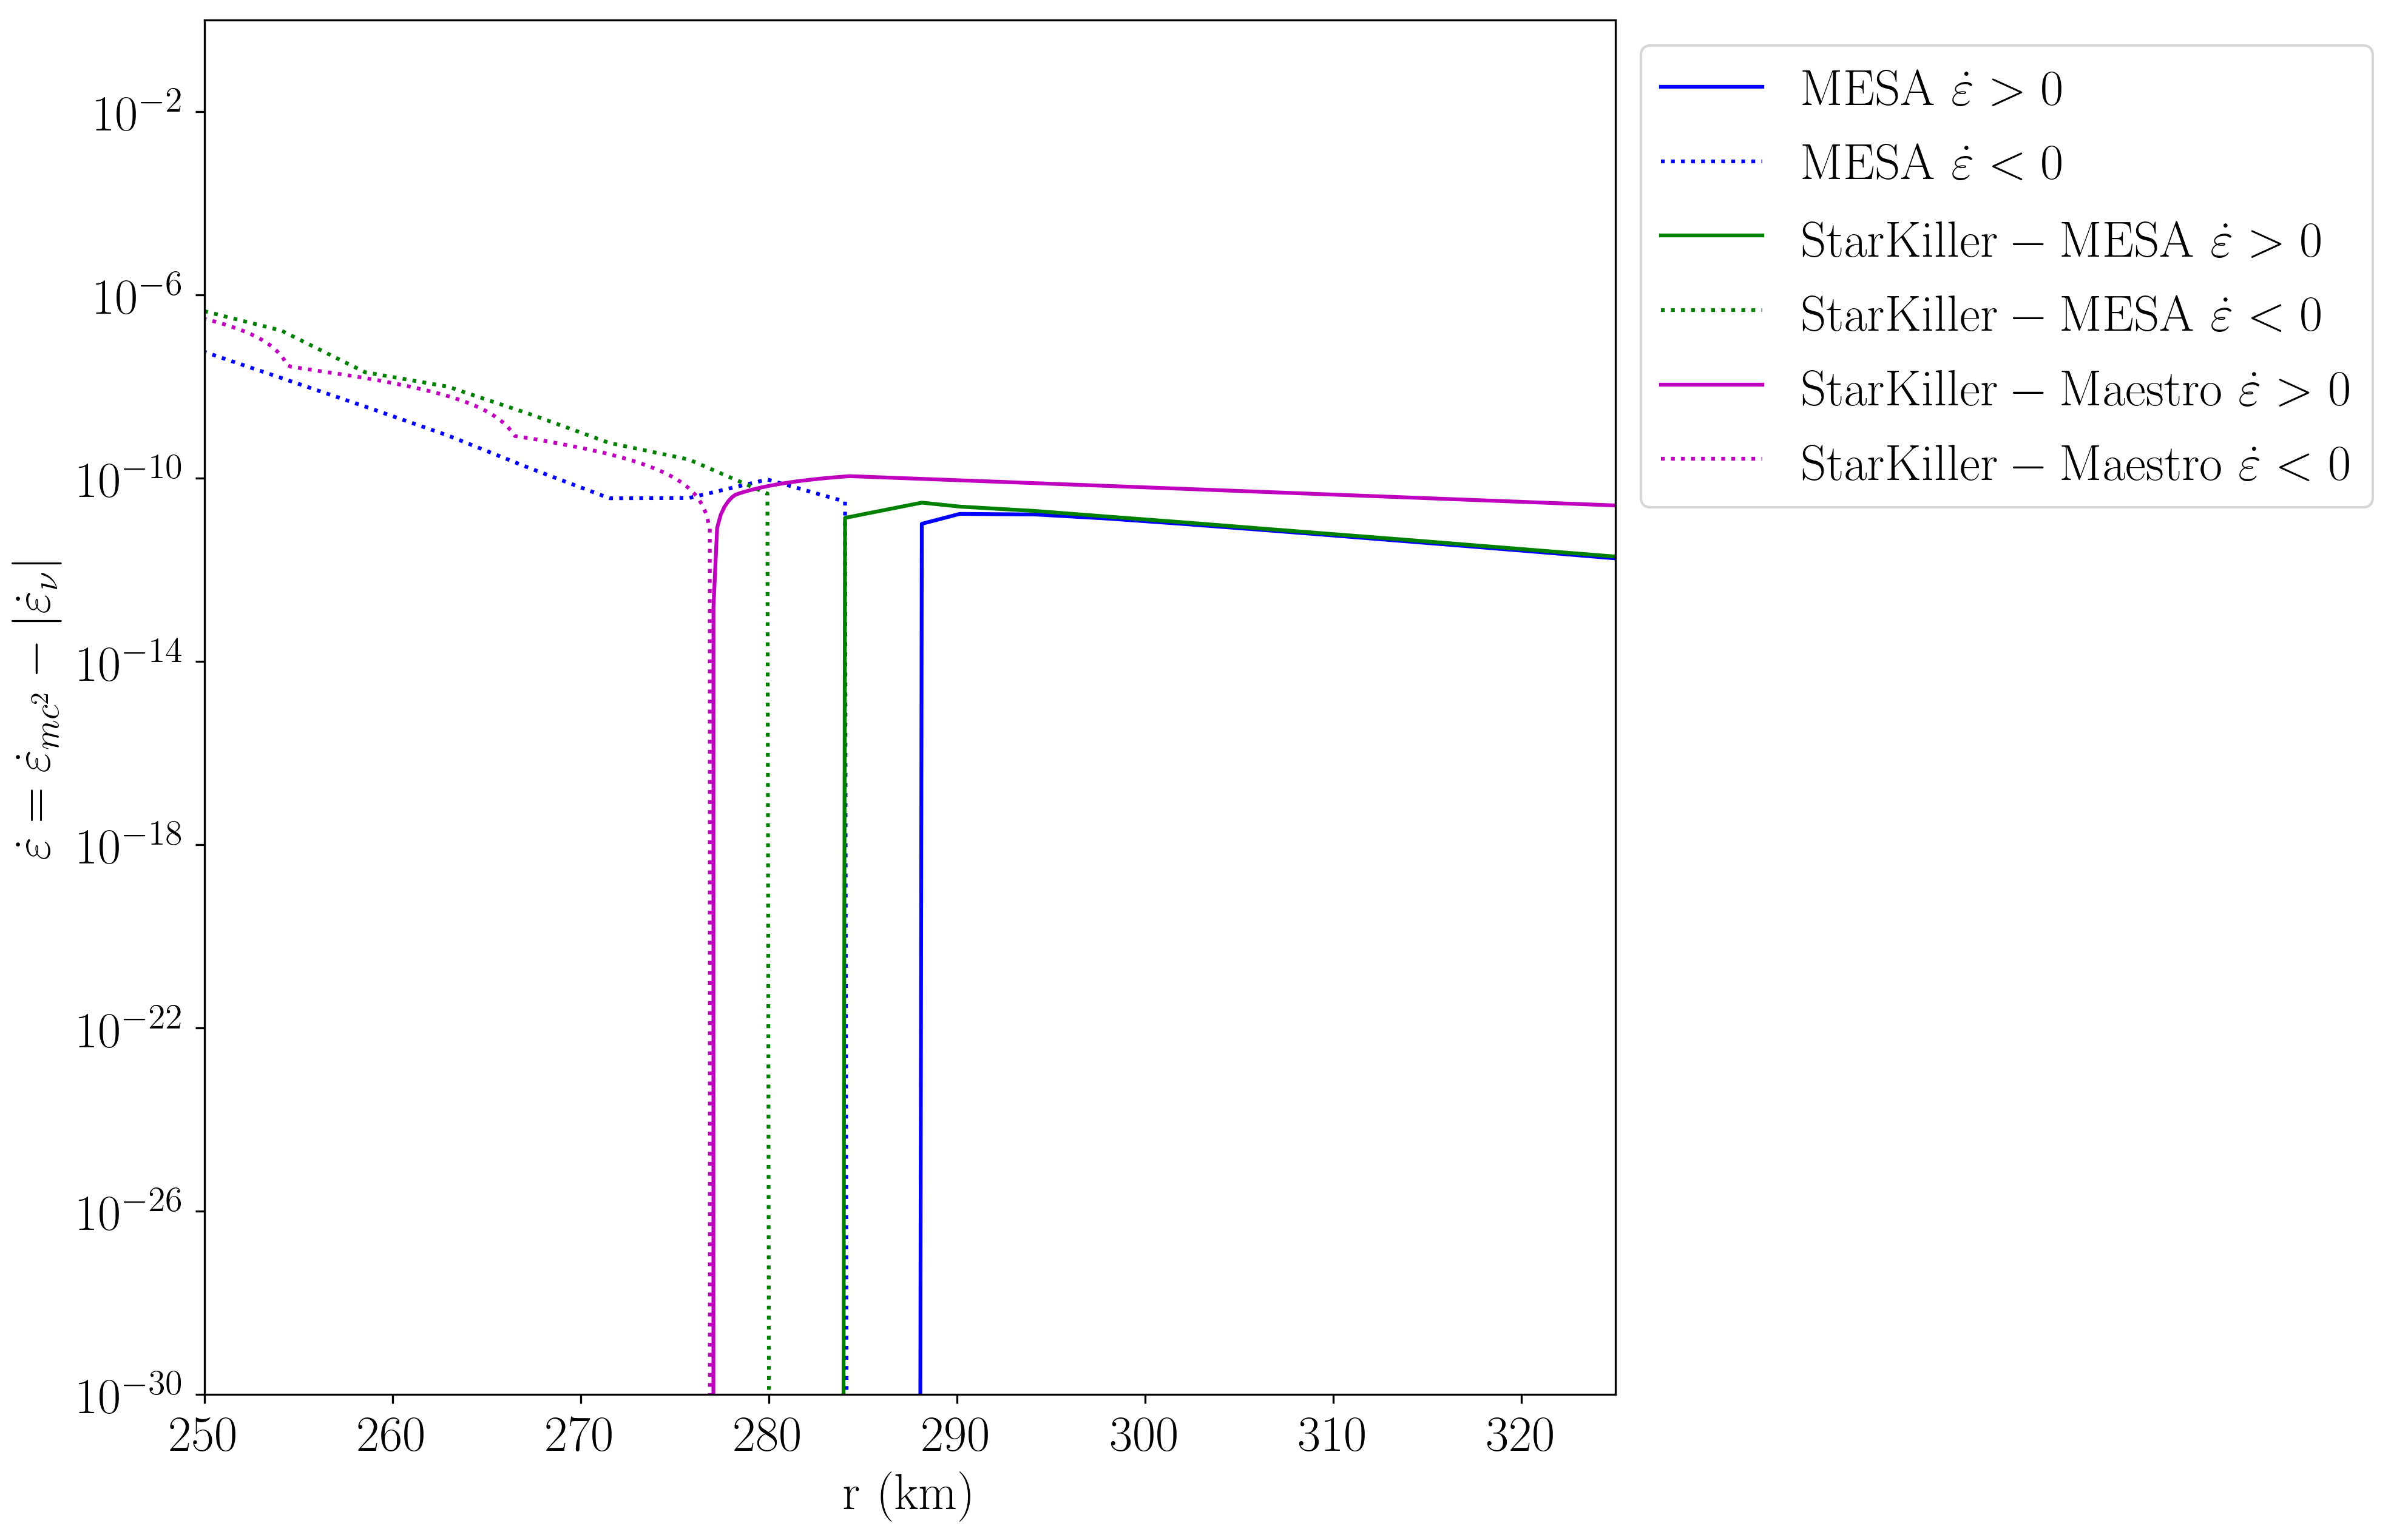 10⁻²
10⁻⁶
10⁻¹⁰
10⁻¹⁴
10⁻¹⁸
10⁻²²
10⁻²⁶
10⁻³⁰
ε̇ = ε̇_{mc²} − |ε̇_ν|
250 260 270 280 290 300 310 320
r (km)
MESA ε̇ > 0
MESA ε̇ < 0
StarKiller − MESA ε̇ > 0
StarKiller − MESA ε̇ < 0
StarKiller − Maestro ε̇ > 0
StarKiller − Maestro ε̇ < 0